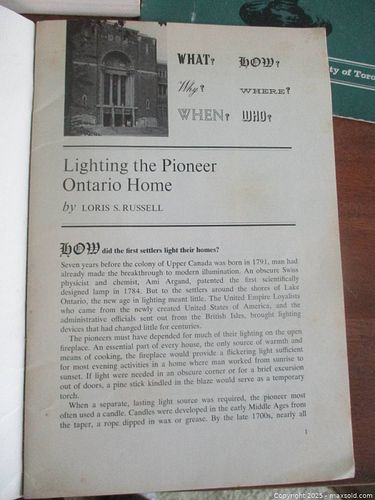 ty of Toro
WHAT? HOW?
Why? WHERE?
WHEN? WHO?
Lighting the Pioneer
Ontario Home
by LORIS S. RUSSELL
HOW did the first settlers light their homes?
Seven years before the colony of Upper Canada was born in 1791, man had
already made the breakthrough to modern illumination. An obscure Swiss
physicist and chemist, Ami Argand, patented the first scientifically
designed lamp in 1784. But to the settlers around the shores of Lake
Ontario, the new age in lighting meant little. The United Empire Loyalists
who came from the newly created United States of America, and the
administrative officials sent out from the British Isles, brought lighting
devices that had changed little for centuries.
The pioneers must have depended for much of their lighting on the open
fireplace. An essential part of every house, the only source of warmth and
means of cooking, the fireplace would provide a flickering light sufficient
for most evening activities in a home where man worked from sunrise to
sunset. If light were needed in an obscure corner or for a brief excursion
out of doors, a pine stick kindled in the blaze would serve as a temporary
torch.
When a separate, lasting light source was required, the pioneer most
often used a candle. Candles were developed in the early Middle Ages from
the taper, a rope dipped in wax or grease. By the late 1700s, nearly all
1
Copyright © 2025 - maxsold.com